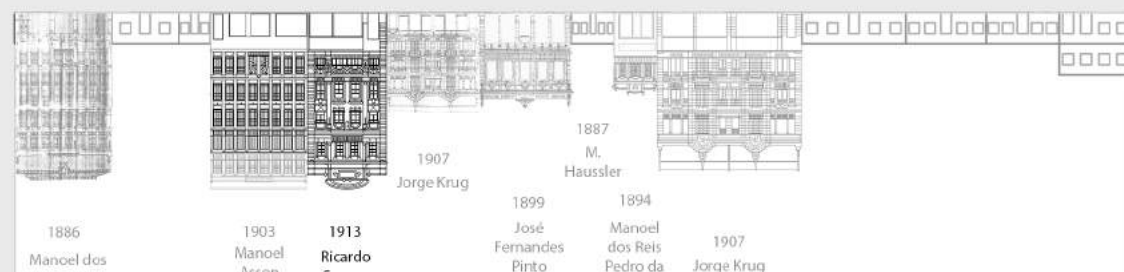 1907
Jorge Krug
1887
M.
Haussler
1899
José
Fernandes
Pinto
1894
Manoel
dos Reis
Pedro da
1886
Manoel dos
1903
Manoel
1913
Ricardo
1907
Jorge Krug